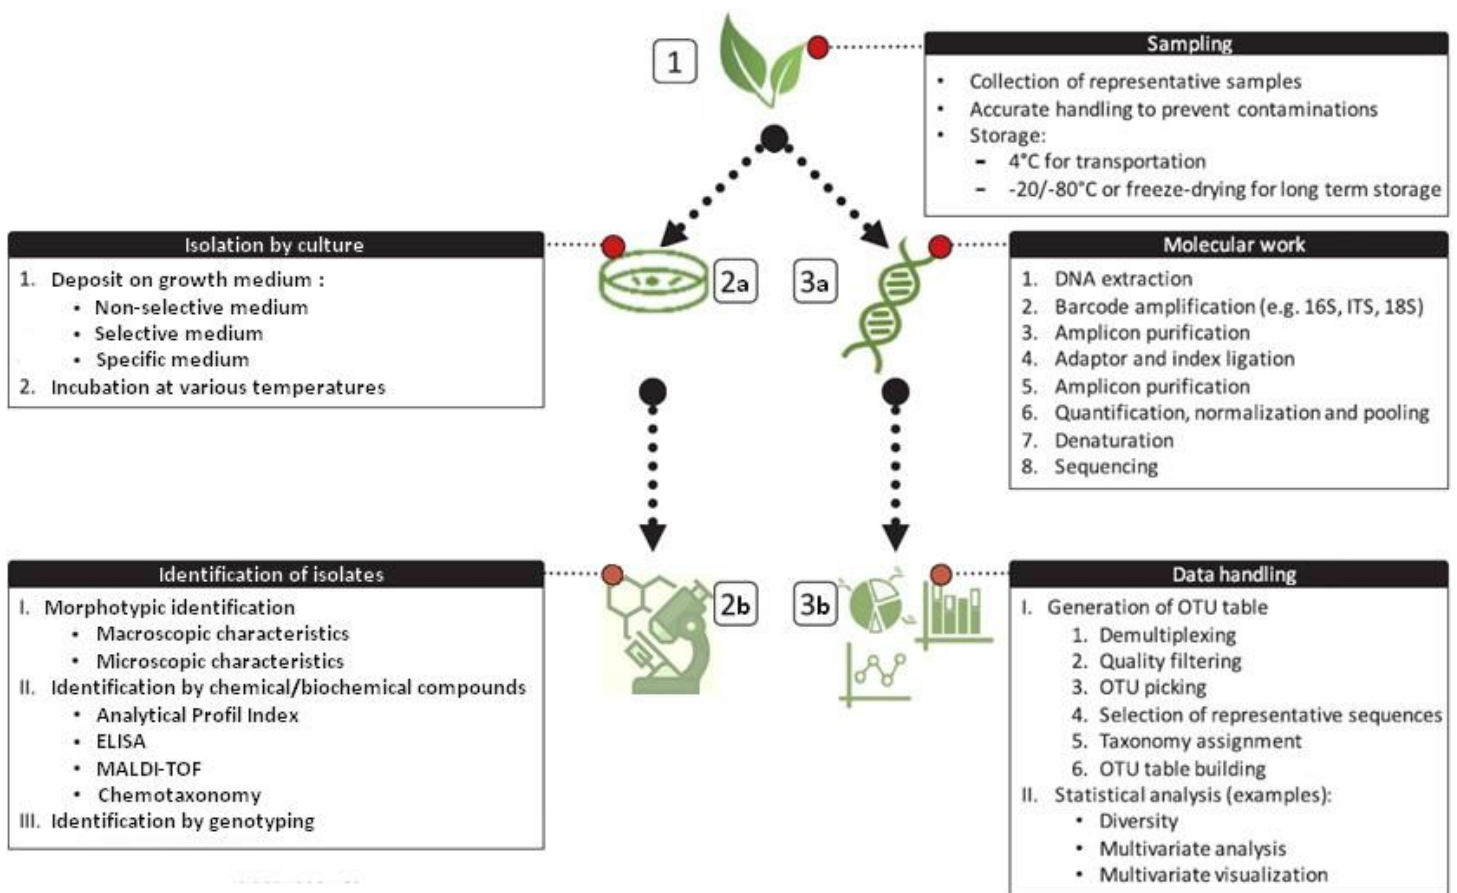 1
Sampling
• Collection of representative samples
• Accurate handling to prevent contaminations
• Storage:
– 4°C for transportation
– -20/-80°C or freeze-drying for long term storage
Isolation by culture
1. Deposit on growth medium :
• Non-selective medium
• Selective medium
• Specific medium
2. Incubation at various temperatures
2a
3a
Molecular work
1. DNA extraction
2. Barcode amplification (e.g. 16S, ITS, 18S)
3. Amplicon purification
4. Adaptor and index ligation
5. Amplicon purification
6. Quantification, normalization and pooling
7. Denaturation
8. Sequencing
Identification of isolates
I. Morphotypic identification
• Macroscopic characteristics
• Microscopic characteristics
II. Identification by chemical/biochemical compounds
• Analytical Profil Index
• ELISA
• MALDI-TOF
• Chemotaxonomy
III. Identification by genotyping
2b
3b
Data handling
I. Generation of OTU table
1. Demultiplexing
2. Quality filtering
3. OTU picking
4. Selection of representative sequences
5. Taxonomy assignment
6. OTU table building
II. Statistical analysis (examples):
• Diversity
• Multivariate analysis
• Multivariate visualization